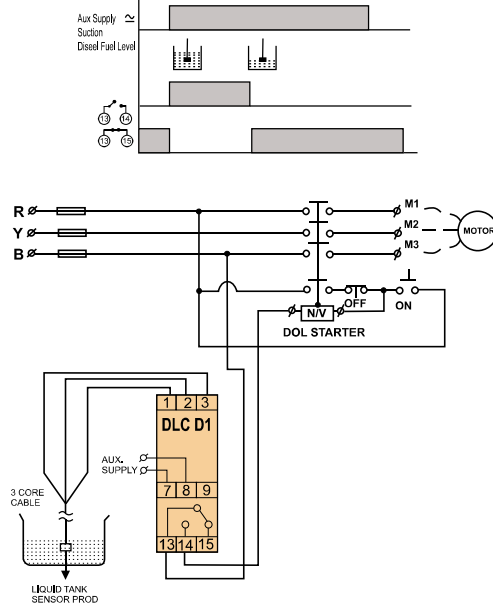 Aux Supply ≃
Suction
Disel Fuel Level
13 14
13 15
R
Y
B
M1
M2
M3
MOTOR
OFF
ON
N/V
DOL STARTER
1 2 3
DLC D1
AUX.
SUPPLY
7 8 9
13 14 15
3 CORE
CABLE
LIQUID TANK
SENSOR PROD